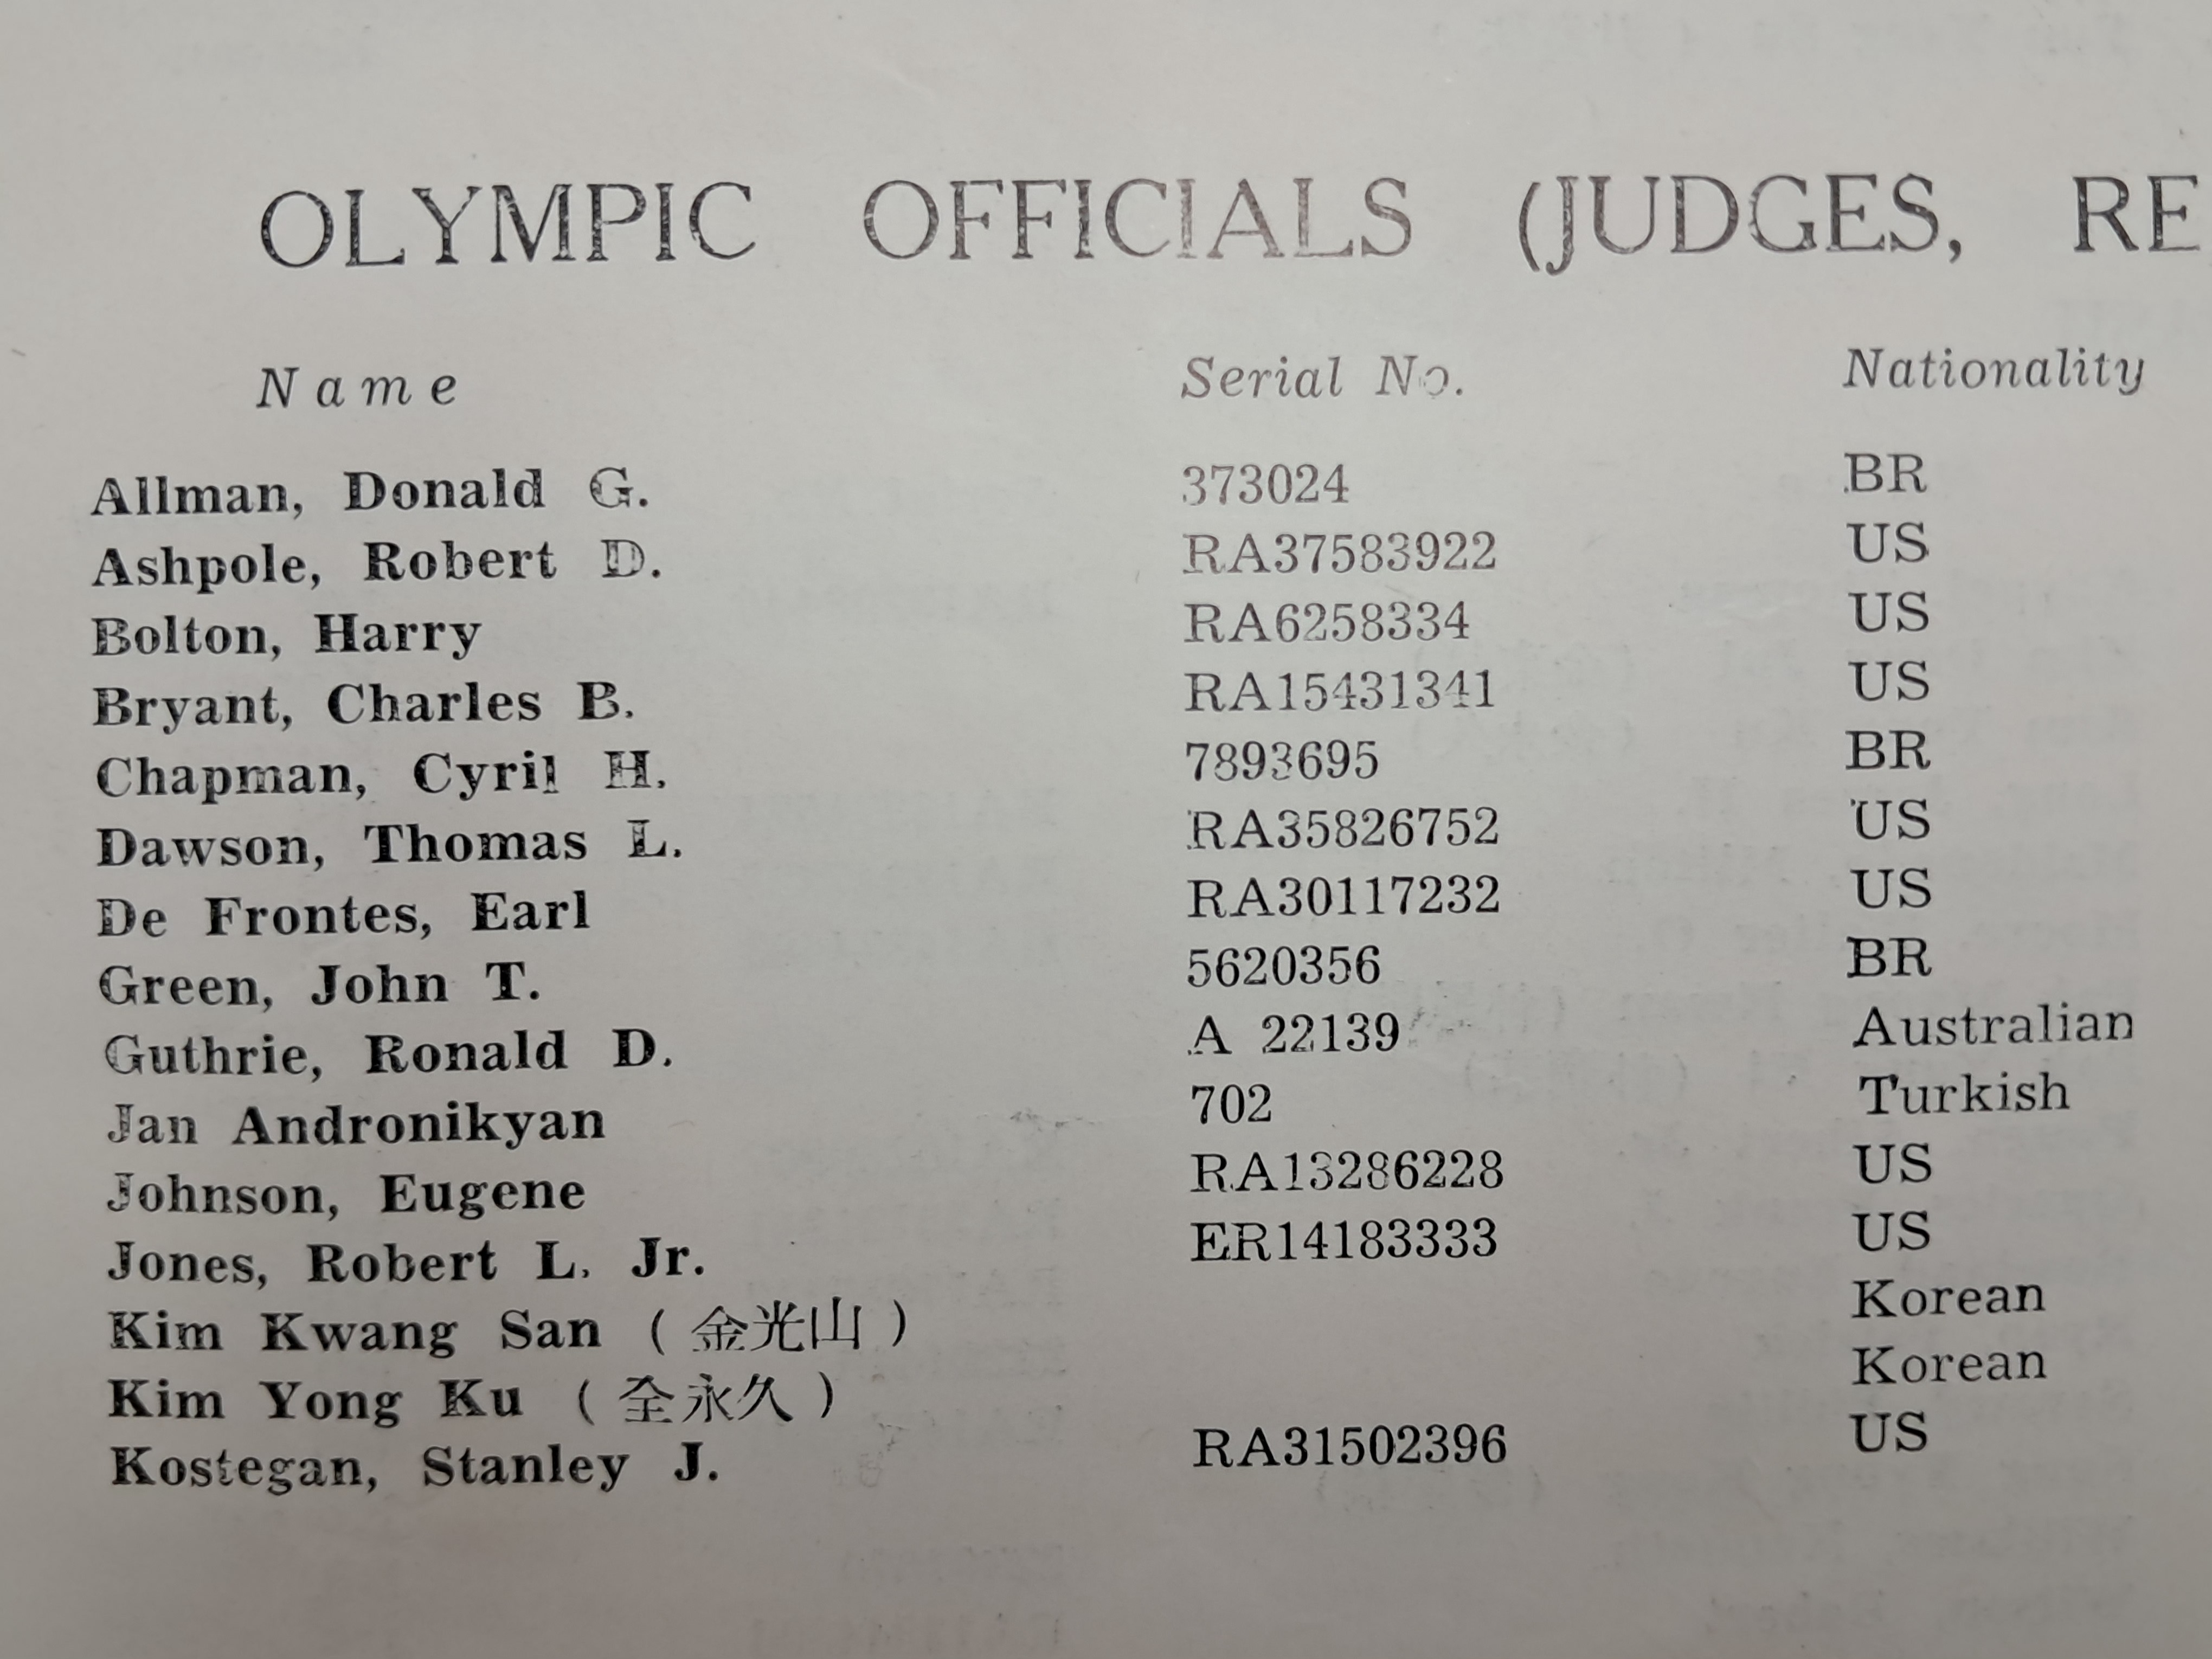 OLYMPIC OFFICIALS (JUDGES, RE
Name Serial No. Nationality
Allman, Donald G. 373024 BR
Ashpole, Robert D. RA37583922 US
Bolton, Harry RA6258334 US
Bryant, Charles B. RA15431341 US
Chapman, Cyril H. 7893695 BR
Dawson, Thomas L. RA35826752 US
De Frontes, Earl RA30117232 US
Green, John T. 5620356 BR
Guthrie, Ronald D. A 22139 Australian
Jan Andronikyan 702 Turkish
Johnson, Eugene RA13286228 US
Jones, Robert L. Jr. ER14183333 US
Kim Kwang San (金光山) Korean
Kim Yong Ku (全永久) Korean
Kostegan, Stanley J. RA31502396 US